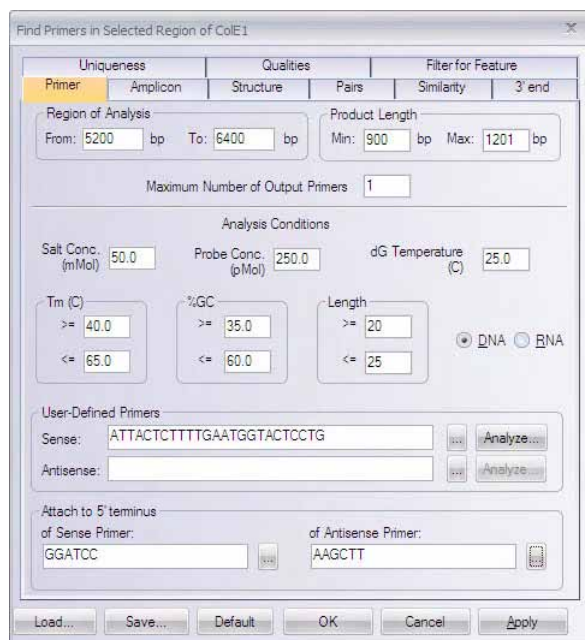 Find Primers in Selected Region of ColE1
Uniqueness Qualities Filter for Feature
Primer Amplicon Structure Pairs Similarity 3' end
Region of Analysis
From: 5200 bp To: 6400 bp
Product Length
Min: 900 bp Max: 1201 bp
Maximum Number of Output Primers 1
Analysis Conditions
Salt Conc. (mMol) 50.0
Probe Conc. (pMol) 250.0
dG Temperature (C) 25.0
Tm (C)
>= 40.0
<= 65.0
%GC
>= 35.0
<= 60.0
Length
>= 20
<= 25
DNA RNA
User-Defined Primers
Sense: ATTACTCTTTTGAATGGTACTCCTG ... Analyze...
Antisense: ... Analyze...
Attach to 5' terminus
of Sense Primer:
GGATCC ...
of Antisense Primer:
AAGCTT ...
Load... Save... Default OK Cancel Apply